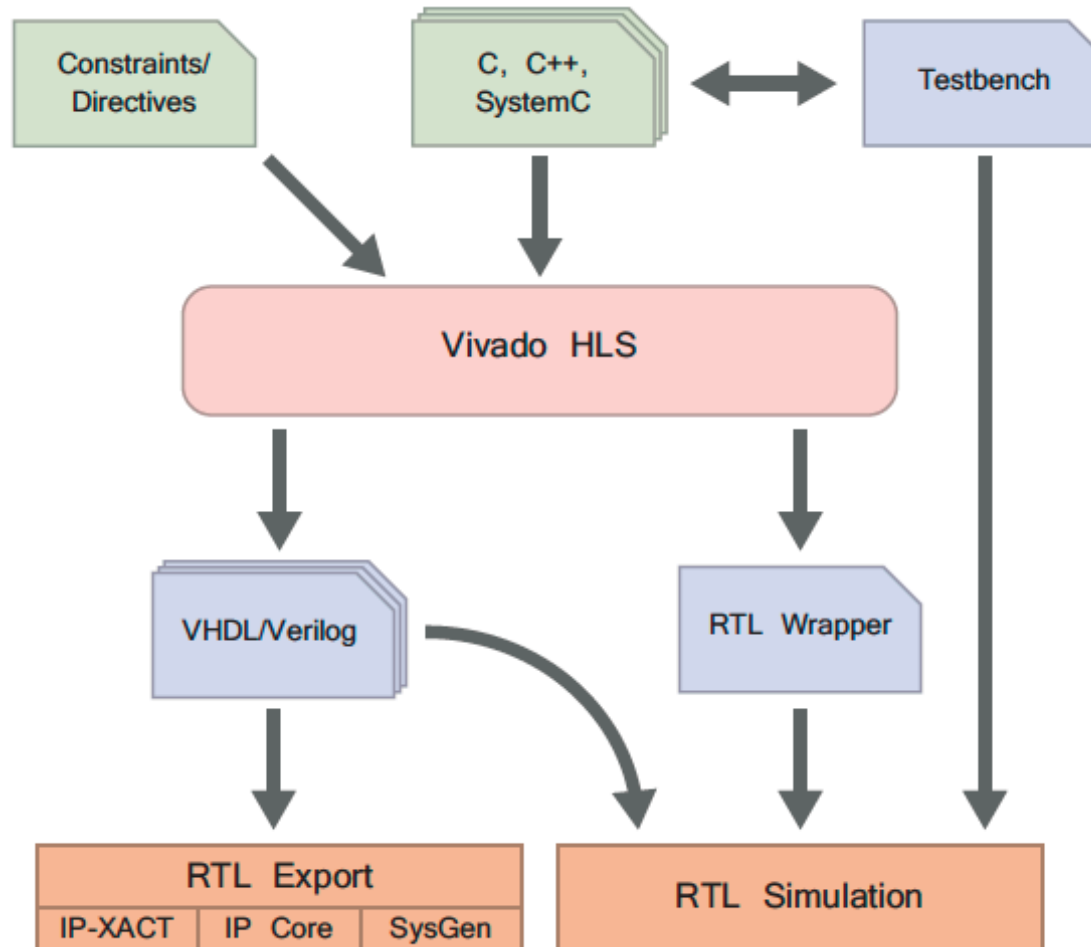 Constraints/
Directives
C, C++,
SystemC
Testbench
Vivado HLS
VHDL/Verilog
RTL Wrapper
RTL Export
IP-XACT
IP Core
SysGen
RTL Simulation